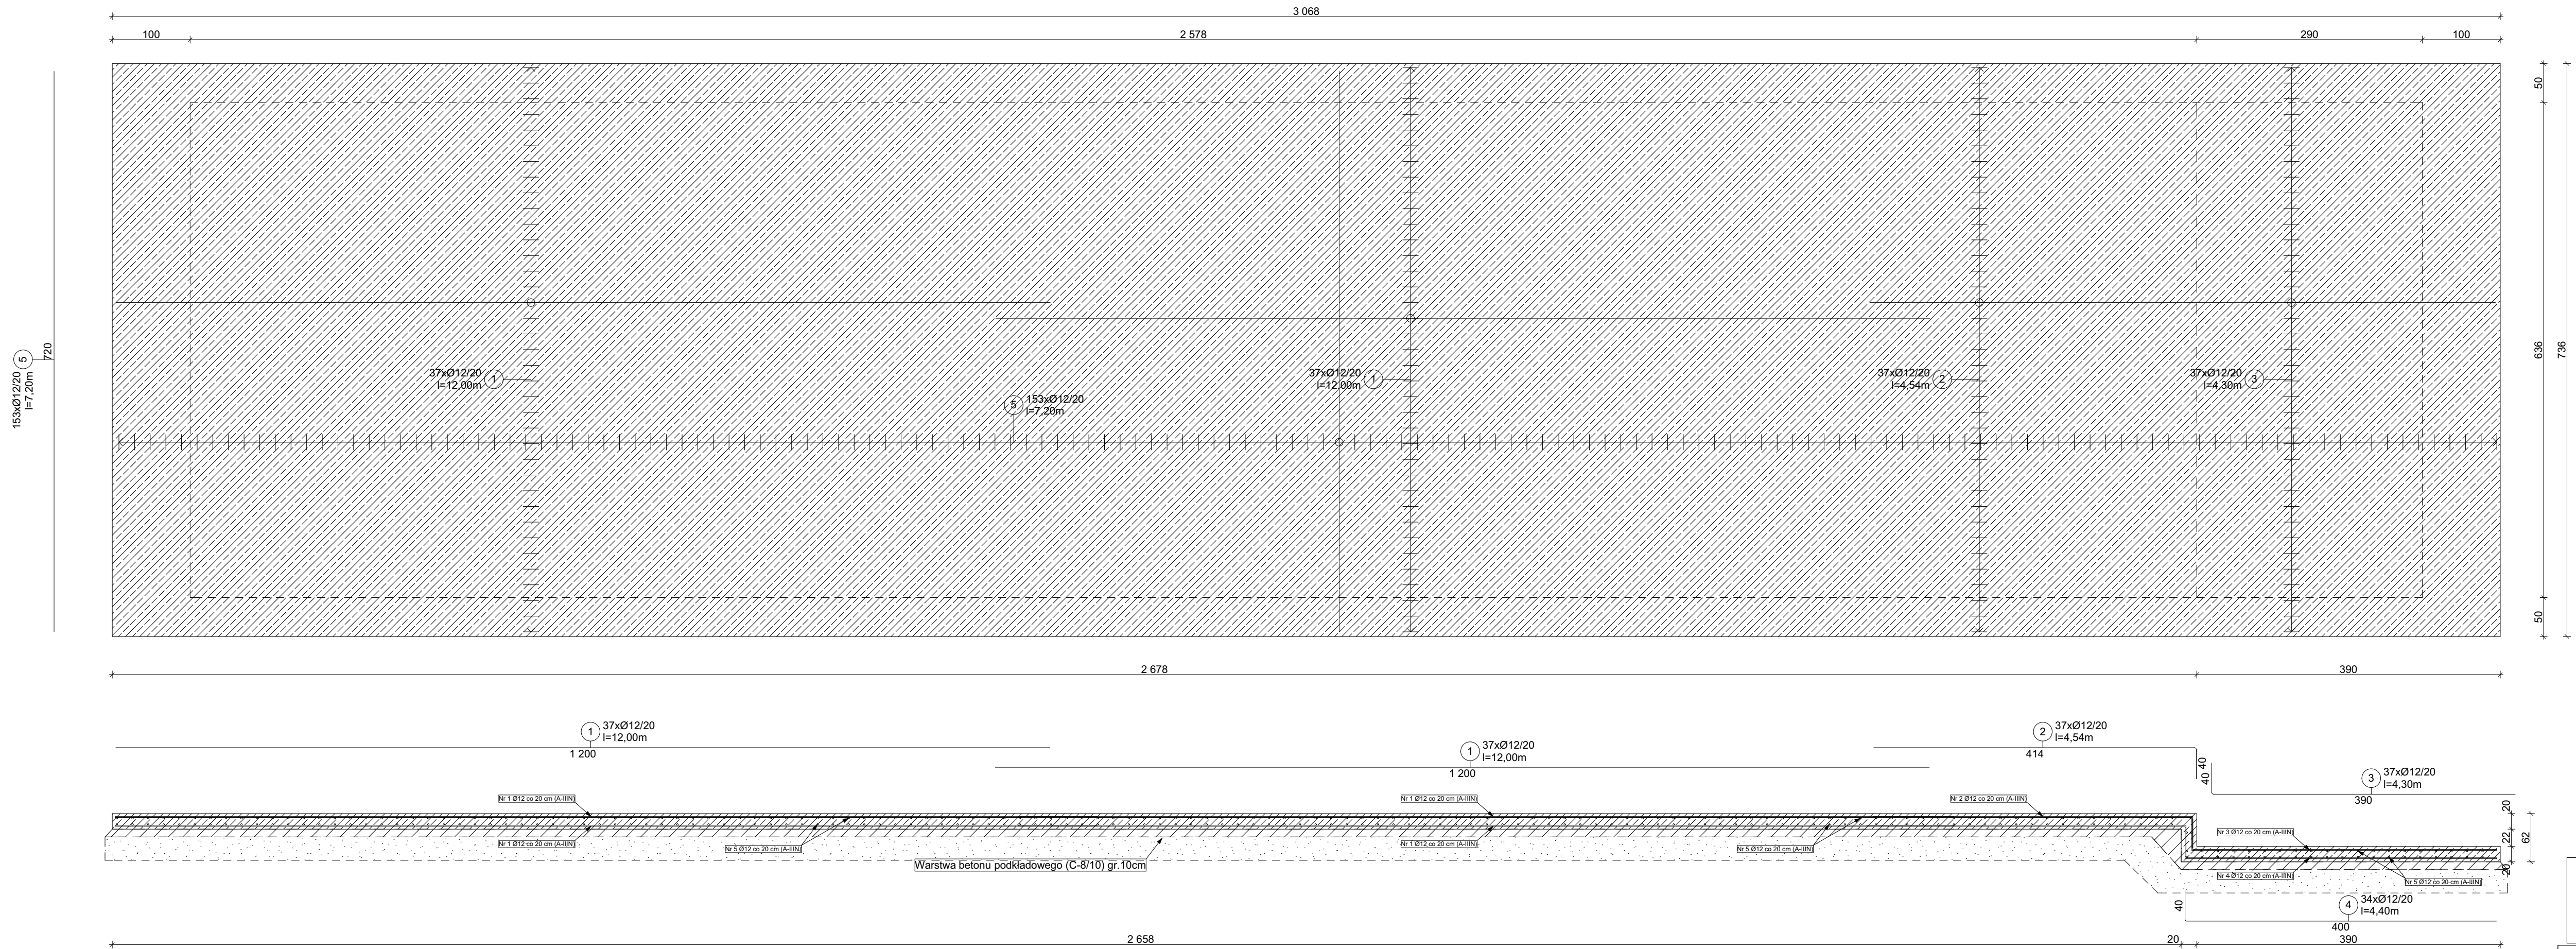 3 068
100
2 578
290
100
50
636
50
736
153xØ12/20
l=7,20m
5
720
37xØ12/20
l=12,00m
1
37xØ12/20
l=12,00m
1
37xØ12/20
l=4,54m
2
37xØ12/20
l=4,30m
3
5
153xØ12/20
l=7,20m
2 678
390
1
37xØ12/20
l=12,00m
1 200
1
37xØ12/20
l=12,00m
1 200
2
37xØ12/20
l=4,54m
414
40
40
3
37xØ12/20
l=4,30m
390
Nr 1 Ø12 co 20 cm (A-IIIN)
Nr 1 Ø12 co 20 cm (A-IIIN)
Nr 2 Ø12 co 20 cm (A-IIIN)
20
22
20
62
Nr 3 Ø12 co 20 cm (A-IIIN)
Nr 1 Ø12 co 20 cm (A-IIIN)
Nr 5 Ø12 co 20 cm (A-IIIN)
Nr 1 Ø12 co 20 cm (A-IIIN)
Nr 5 Ø12 co 20 cm (A-IIIN)
Warstwa betonu podkładowego (C-8/10) gr.10cm
Nr 4 Ø12 co 20 cm (A-IIIN)
Nr 5 Ø12 co 20 cm (A-IIIN)
40
4
34xØ12/20
l=4,40m
400
2 658
20
390